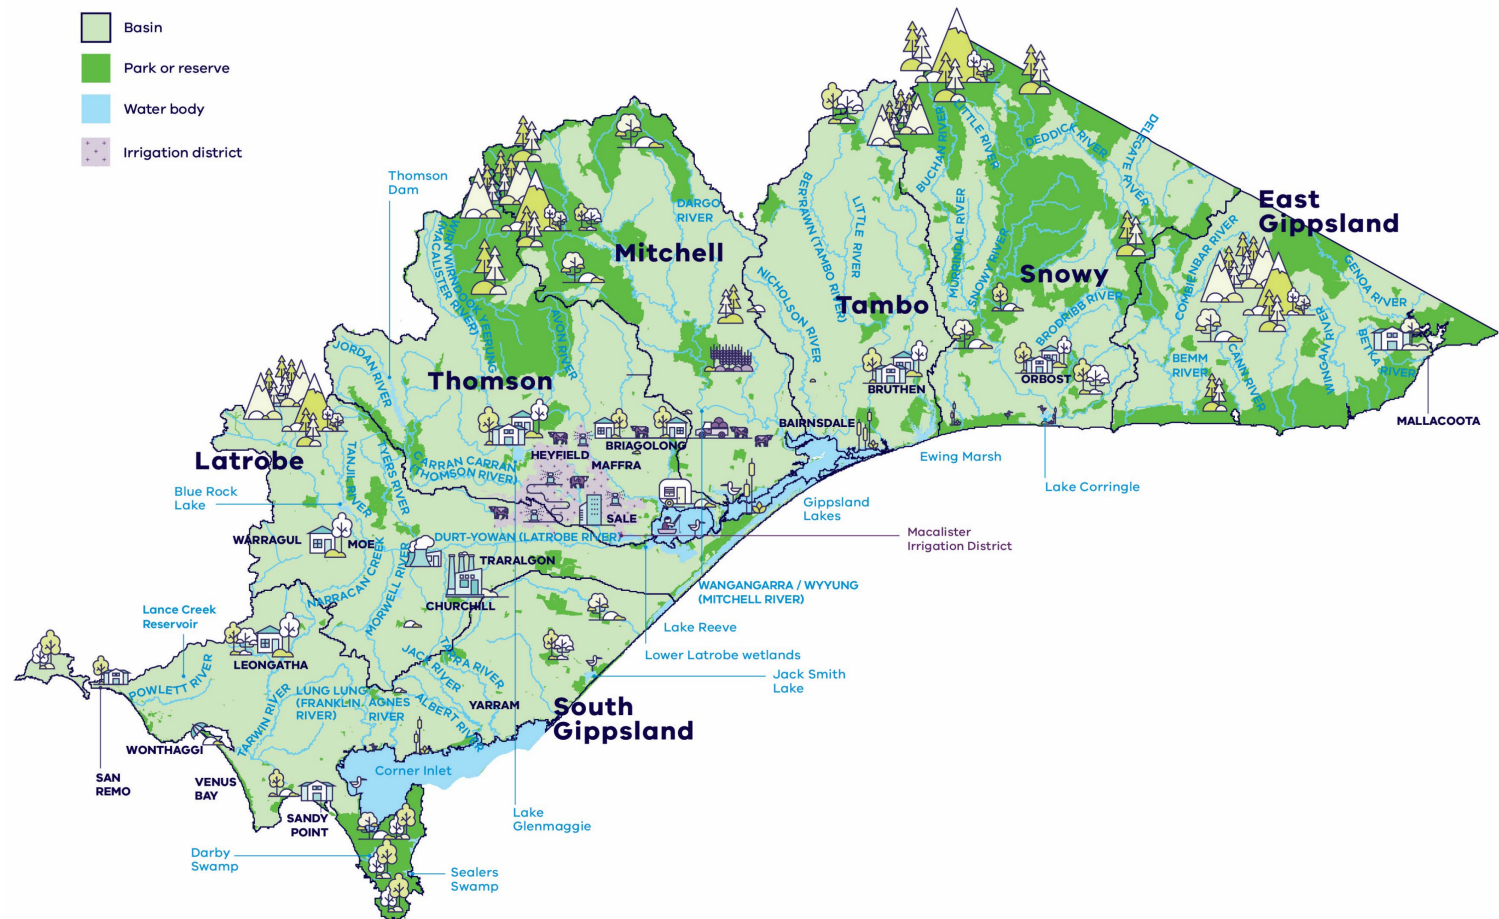 Basin
Park or reserve
Water body
Irrigation district
Thomson
Dam
DARGO
RIVER
Mitchell
WIRN WIRNDOOK YEERUNG
(MACALISTER RIVER)
AVON RIVER
NICHOLSON RIVER
BERRAWN (TAMBO RIVER)
LITTLE RIVER
Tambo
BUCHAN RIVER
LITTLE RIVER
DEDDICK RIVER
DELEGATE RIVER
MURRINDAL RIVER
SNOWY RIVER
Snowy
BRODRIBB RIVER
East
Gippsland
COMBIENBAR RIVER
GENOA RIVER
BEMM
RIVER
CANN RIVER
WINGAN RIVER
BETKA RIVER
MALLACOOTA
ORBOST
BRUTHEN
BAIRNSDALE
JORDAN RIVER
Thomson
BRIAGOLONG
HEYFIELD
MAFFRA
SALE
CARRAN CARRAN
(THOMSON RIVER)
Latrobe
TANJIL RIVER
TYERS RIVER
Blue Rock
Lake
WARRAGUL
MOE
DURT-YOWAN (LATROBE RIVER)
TRARALGON
CHURCHILL
NARRACAN CREEK
MORWELL RIVER
Ewing Marsh
Lake Corringle
Gippsland
Lakes
Macalister
Irrigation District
WANGANGARRA / WYYUNG
(MITCHELL RIVER)
Lake Reeve
Lower Latrobe wetlands
Jack Smith
Lake
Lance Creek
Reservoir
LEONGATHA
POWLETT RIVER
TARWIN RIVER
LUNG LUNG
(FRANKLIN
RIVER)
AGNES
RIVER
JACK RIVER
TARRA RIVER
ALBERT RIVER
YARRAM
South
Gippsland
WONTHAGGI
SAN
REMO
VENUS
BAY
SANDY
POINT
Corner Inlet
Lake
Glenmaggie
Darby
Swamp
Sealers
Swamp